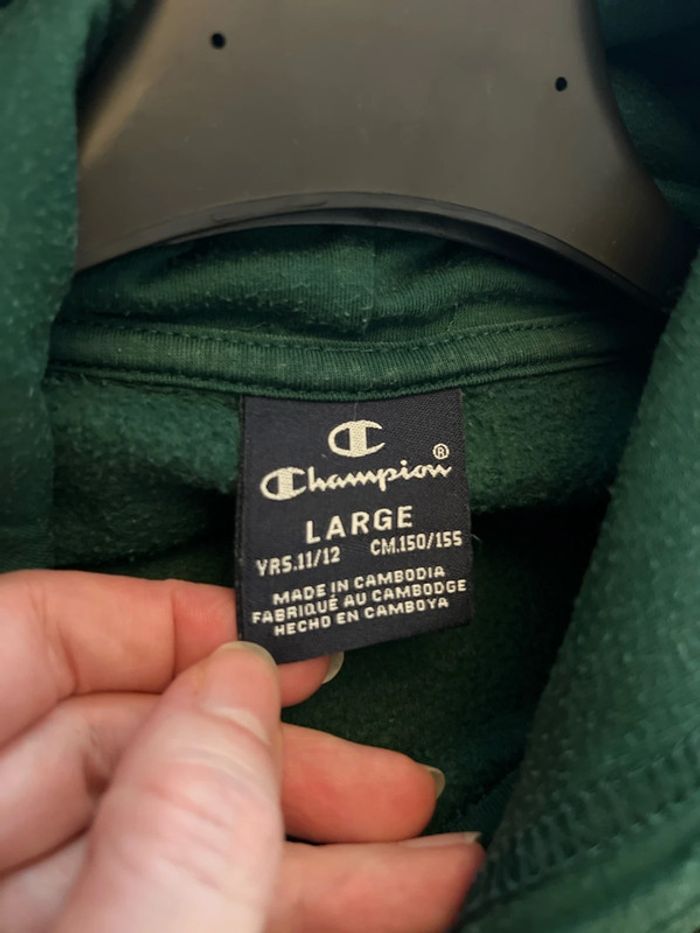 Champion®
LARGE
YRS.11/12 CM.150/155
MADE IN CAMBODIA
FABRIQUÉ AU CAMBODGE
HECHO EN CAMBOYA